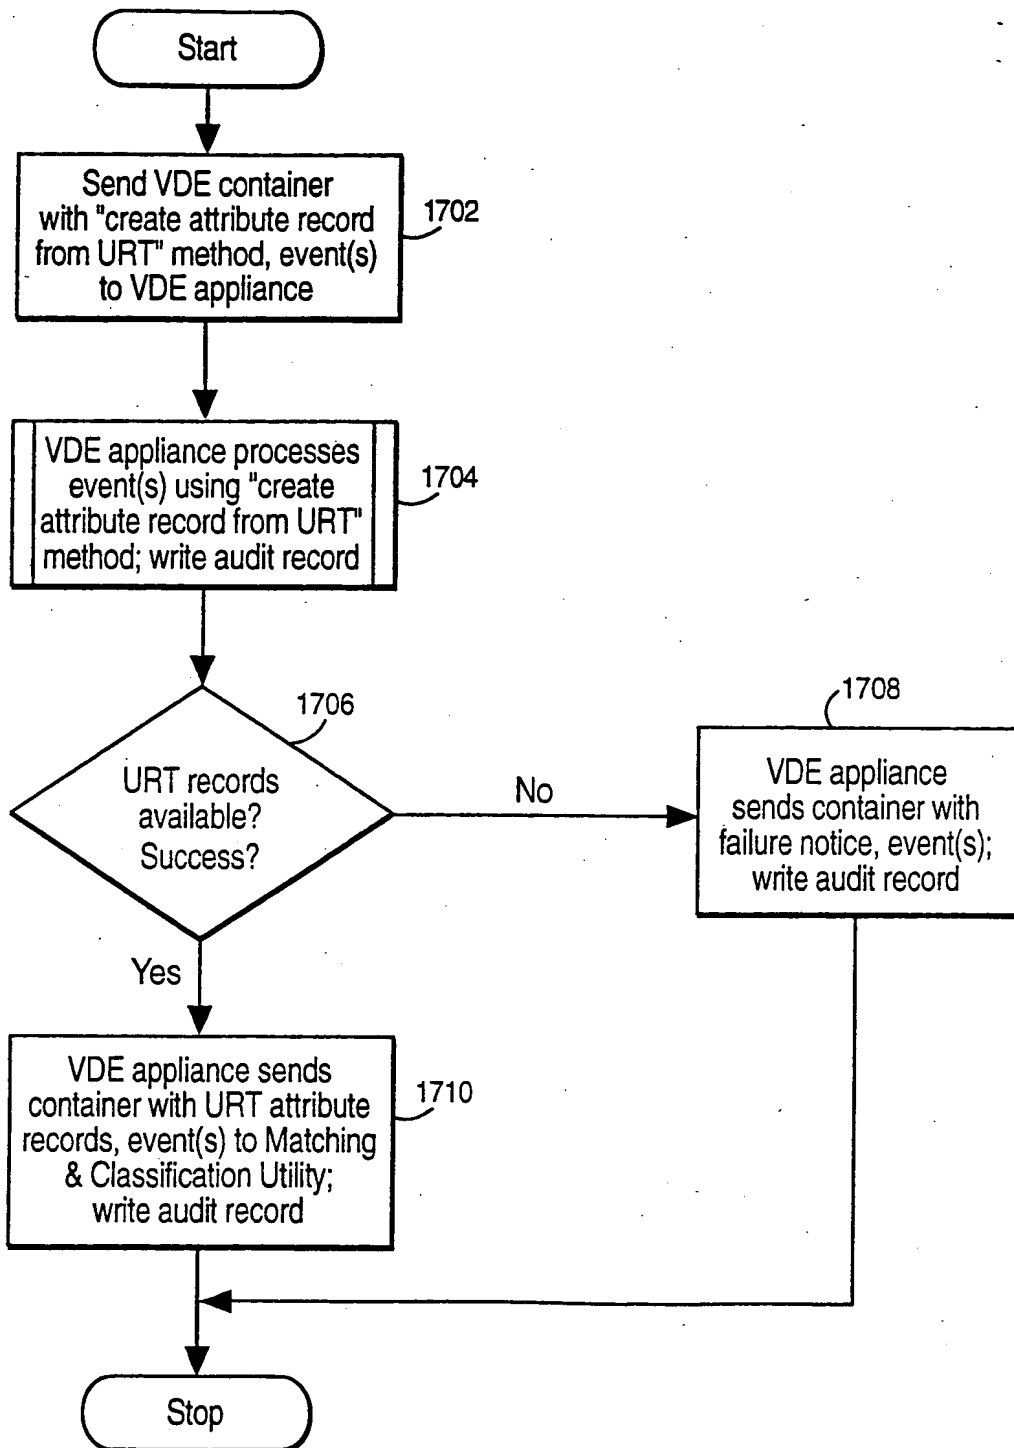 Start
Send VDE container
with "create attribute record
from URT" method, event(s)
to VDE appliance
1702
VDE appliance processes
event(s) using "create
attribute record from URT"
method; write audit record
1704
1706
URT records
available?
Success?
No
1708
VDE appliance
sends container with
failure notice, event(s);
write audit record
Yes
VDE appliance sends
container with URT attribute
records, event(s) to Matching
& Classification Utility;
write audit record
1710
Stop